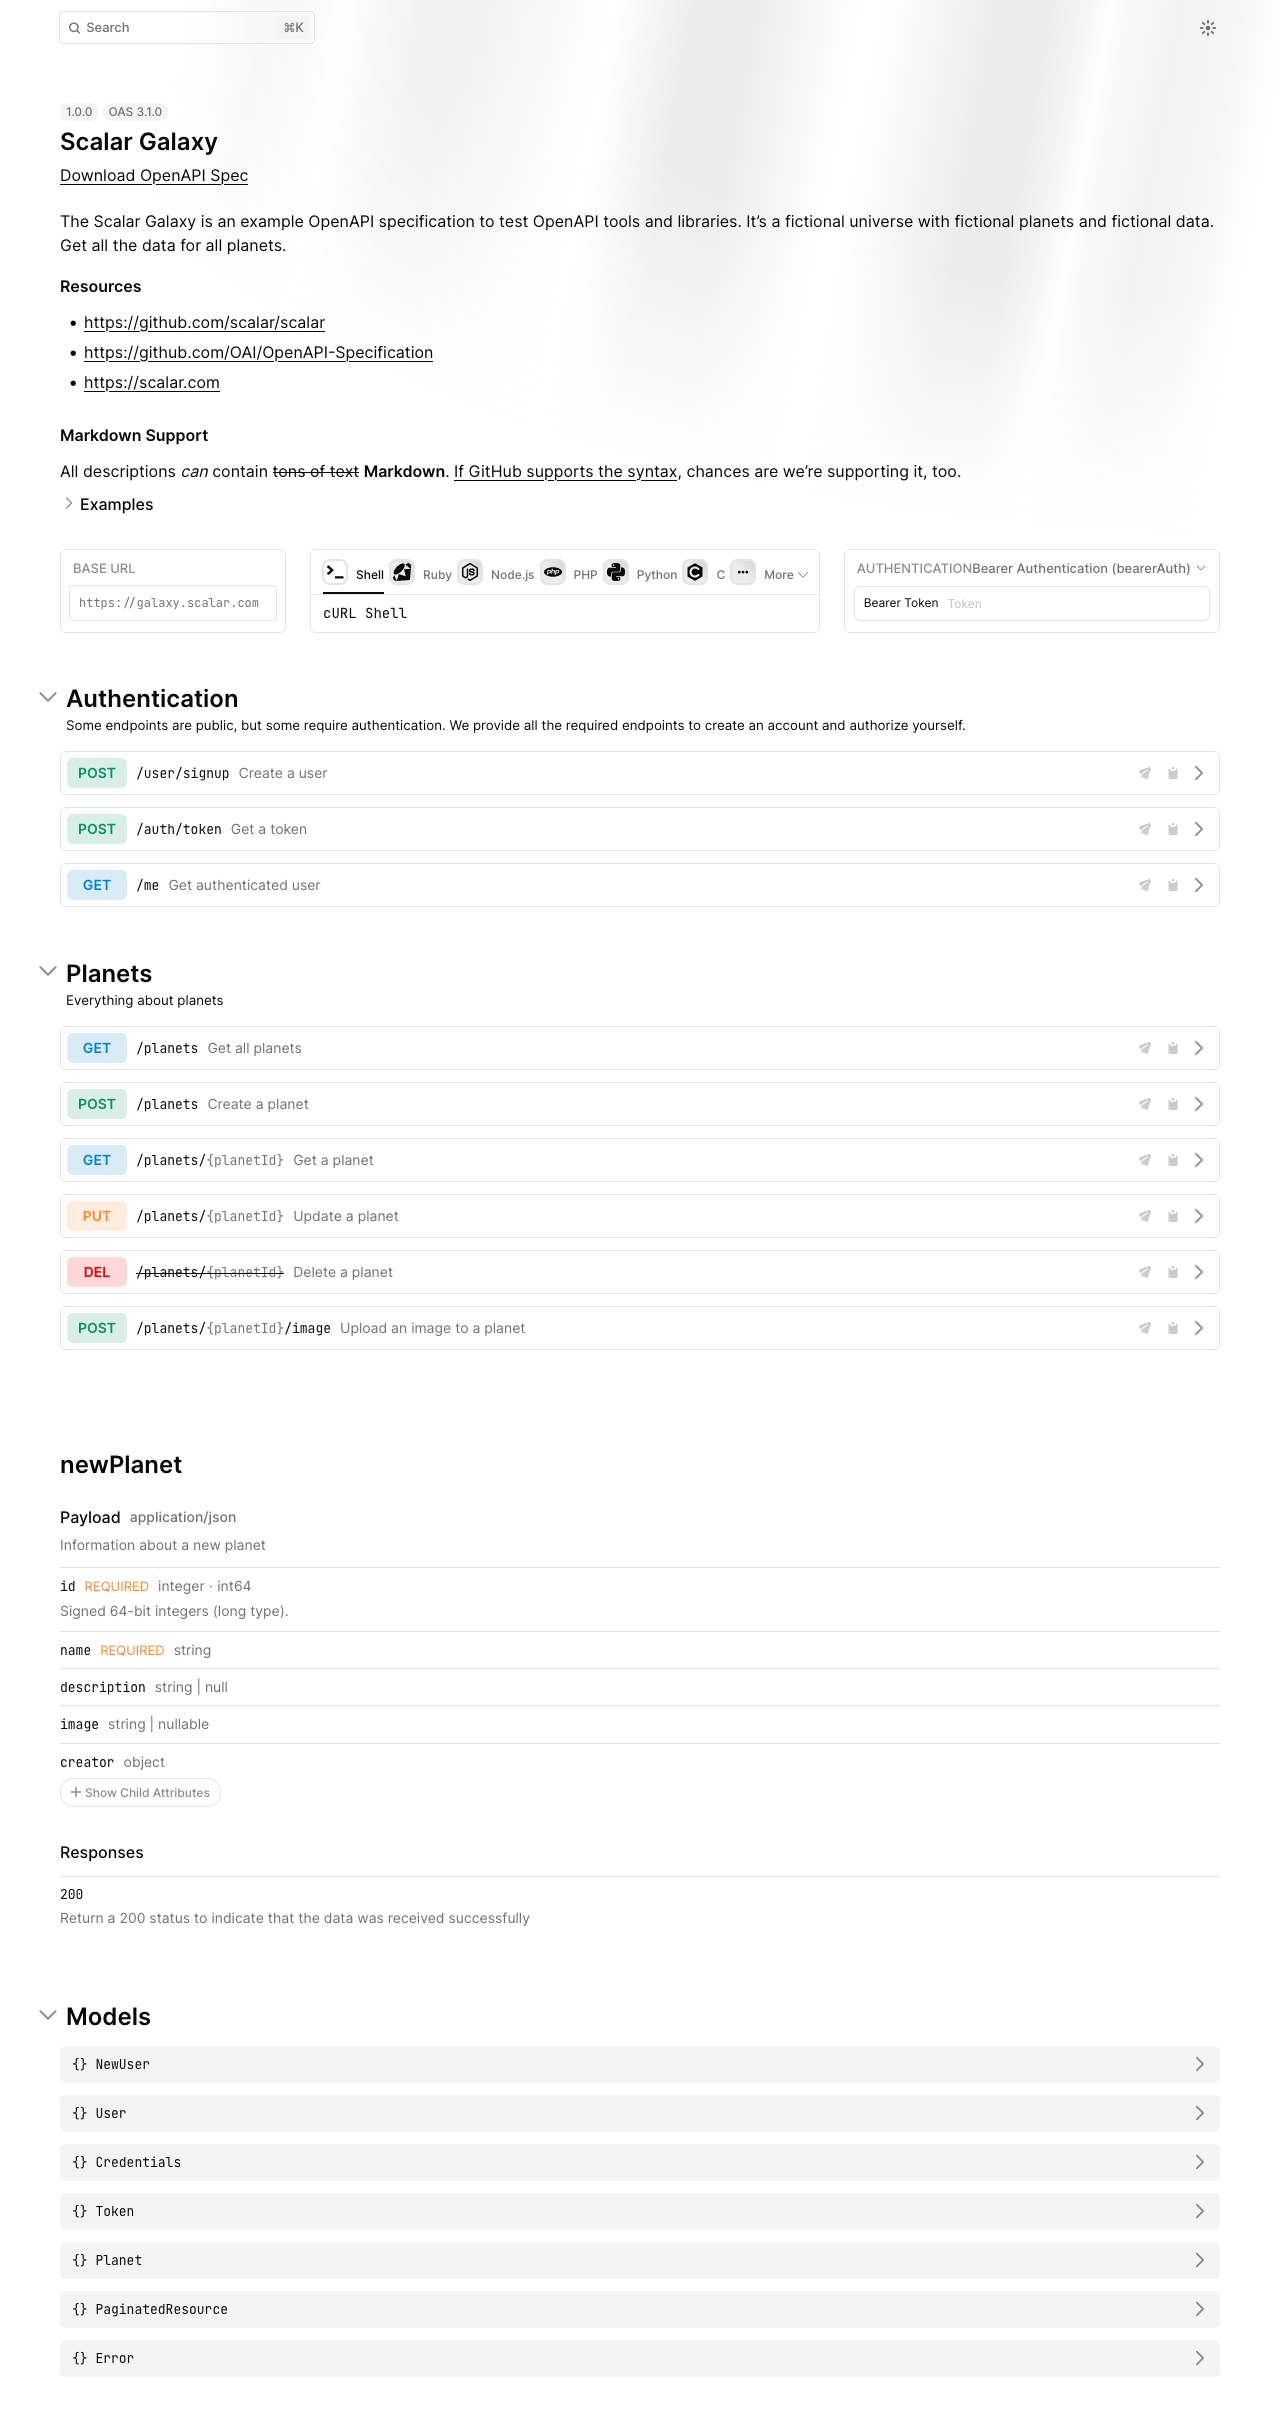 Search ⌘K
1.0.0 OAS 3.1.0
Scalar Galaxy
Download OpenAPI Spec
The Scalar Galaxy is an example OpenAPI specification to test OpenAPI tools and libraries. It’s a fictional universe with fictional planets and fictional data.
Get all the data for all planets.
Resources
• https://github.com/scalar/scalar
• https://github.com/OAI/OpenAPI-Specification
• https://scalar.com
Markdown Support
All descriptions can contain tons of text Markdown. If GitHub supports the syntax, chances are we’re supporting it, too.
Examples
BASE URL
https://galaxy.scalar.com
Shell Ruby Node.js PHP Python C More
cURL Shell
AUTHENTICATIONBearer Authentication (bearerAuth)
Bearer Token Token
Authentication
Some endpoints are public, but some require authentication. We provide all the required endpoints to create an account and authorize yourself.
POST /user/signup Create a user
POST /auth/token Get a token
GET /me Get authenticated user
Planets
Everything about planets
GET /planets Get all planets
POST /planets Create a planet
GET /planets/{planetId} Get a planet
PUT /planets/{planetId} Update a planet
DEL /planets/{planetId} Delete a planet
POST /planets/{planetId}/image Upload an image to a planet
newPlanet
Payload application/json
Information about a new planet
id REQUIRED integer · int64
Signed 64-bit integers (long type).
name REQUIRED string
description string | null
image string | nullable
creator object
+ Show Child Attributes
Responses
200
Return a 200 status to indicate that the data was received successfully
Models
{} NewUser
{} User
{} Credentials
{} Token
{} Planet
{} PaginatedResource
{} Error